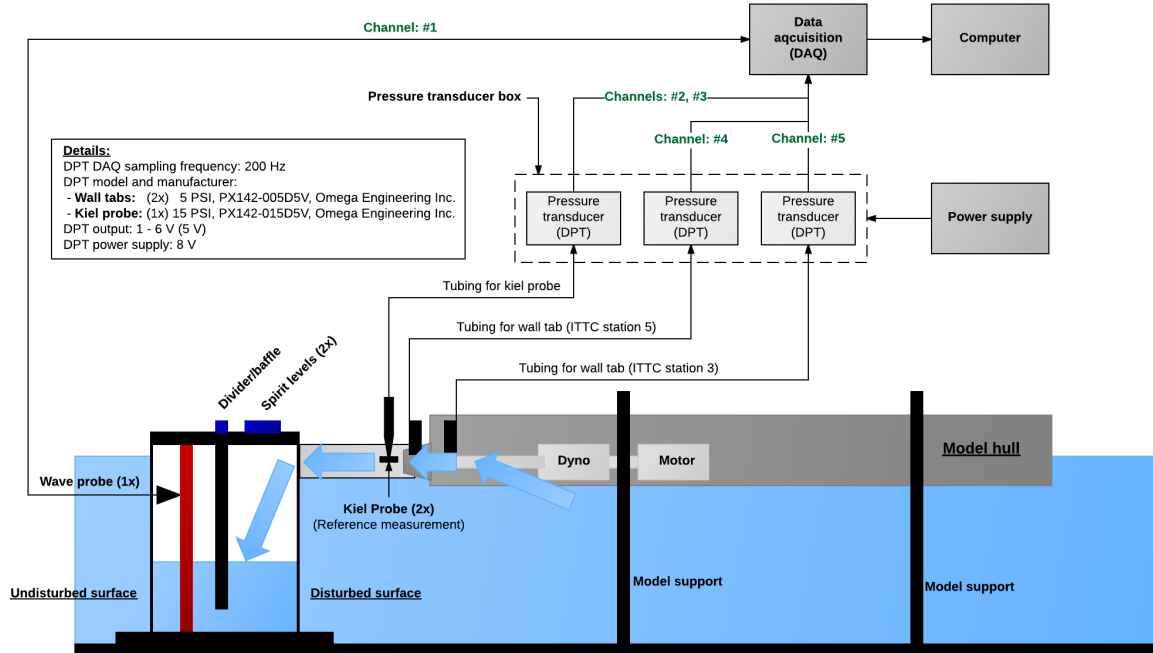 Channel: #1
Data
aqcuisition
(DAQ)
Computer
Pressure transducer box
Channels: #2, #3
Channel: #4
Channel: #5
Details:
DPT DAQ sampling frequency: 200 Hz
DPT model and manufacturer:
- Wall tabs: (2x) 5 PSI, PX142-005D5V, Omega Engineering Inc.
- Kiel probe: (1x) 15 PSI, PX142-015D5V, Omega Engineering Inc.
DPT output: 1 - 6 V (5 V)
DPT power supply: 8 V
Pressure
transducer
(DPT)
Pressure
transducer
(DPT)
Pressure
transducer
(DPT)
Power supply
Tubing for kiel probe
Tubing for wall tab (ITTC station 5)
Tubing for wall tab (ITTC station 3)
Divider/baffle
Spirit levels (2x)
Model hull
Dyno
Motor
Wave probe (1x)
Kiel Probe (2x)
(Reference measurement)
Undisturbed surface
Disturbed surface
Model support
Model support